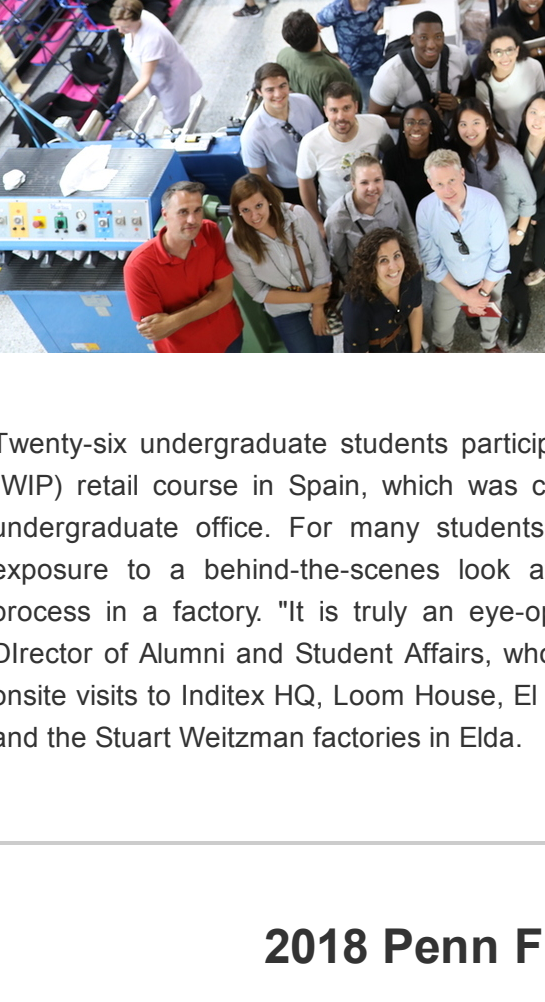 Twenty-six undergraduate students particip
WIP) retail course in Spain, which was c
undergraduate office. For many students
exposure to a behind-the-scenes look a
process in a factory. "It is truly an eye-op
DIrector of Alumni and Student Affairs, who
onsite visits to Inditex HQ, Loom House, El
and the Stuart Weitzman factories in Elda.
2018 Penn F